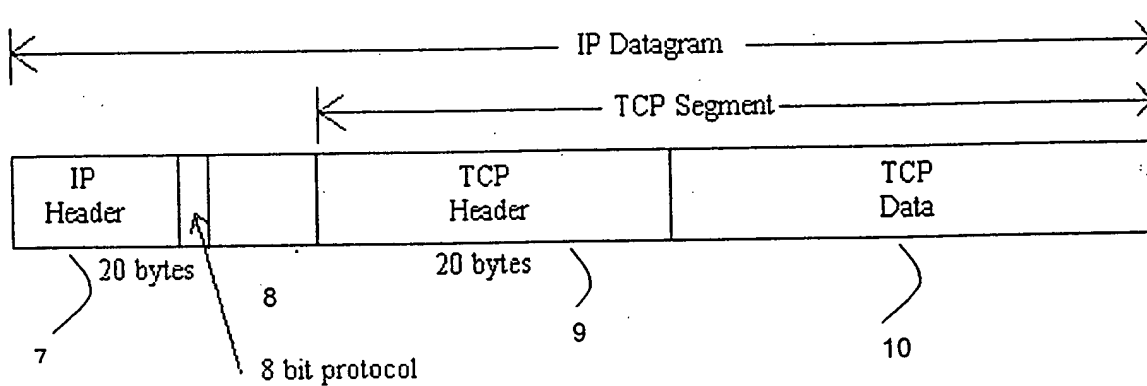 IP Datagram
TCP Segment
IP
Header
TCP
Header
TCP
Data
20 bytes
20 bytes
8
7
9
10
8 bit protocol